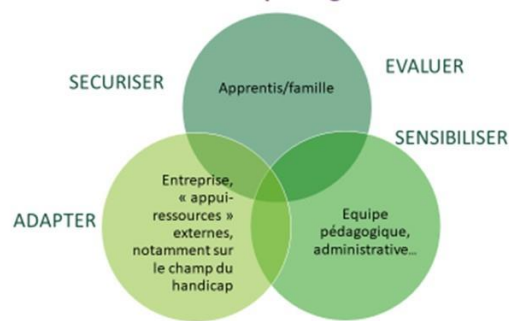 EVALUER
SECURISER
Apprentis/famille
SENSIBILISER
Entreprise,
« appui-
ressources »
externes,
notamment sur
le champ du
handicap
Equipe
pédagogique,
administrative...
ADAPTER